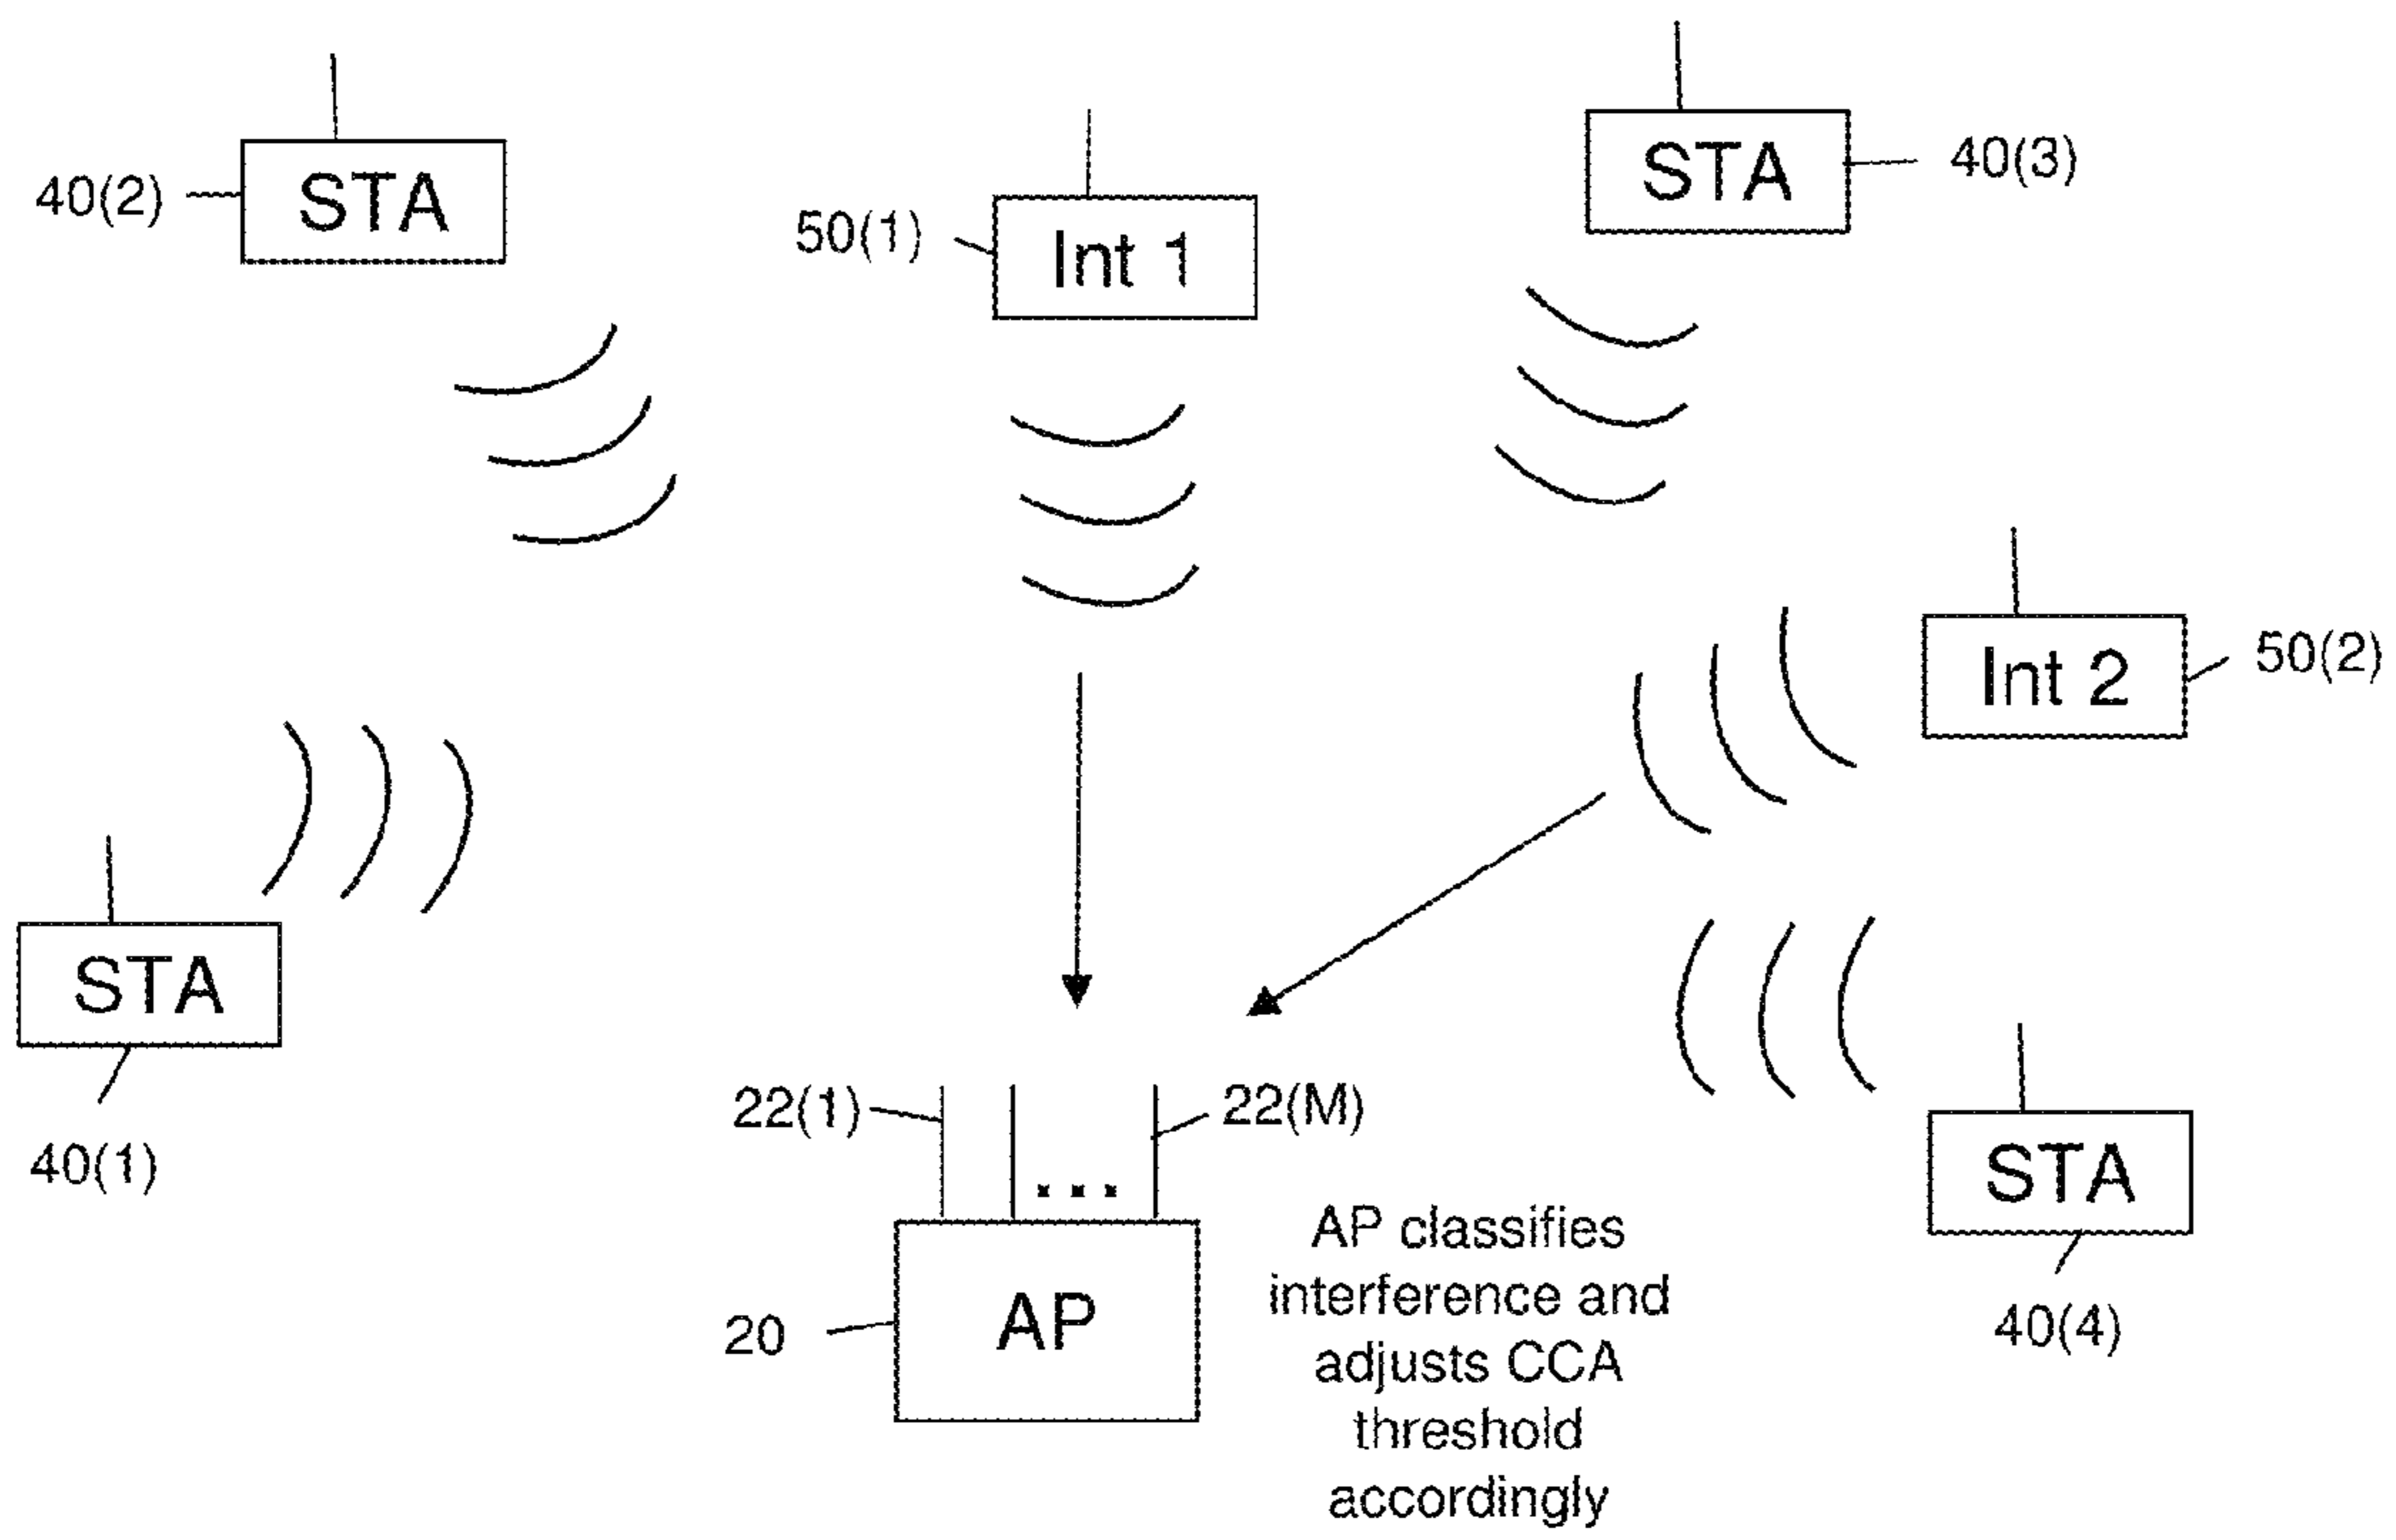 40(2)
STA
50(1)
Int 1
STA
40(3)
Int 2
50(2)
STA
40(1)
22(1)
22(M)
...
20
AP
AP classifies
interference and
adjusts CCA
threshold
accordingly
STA
40(4)